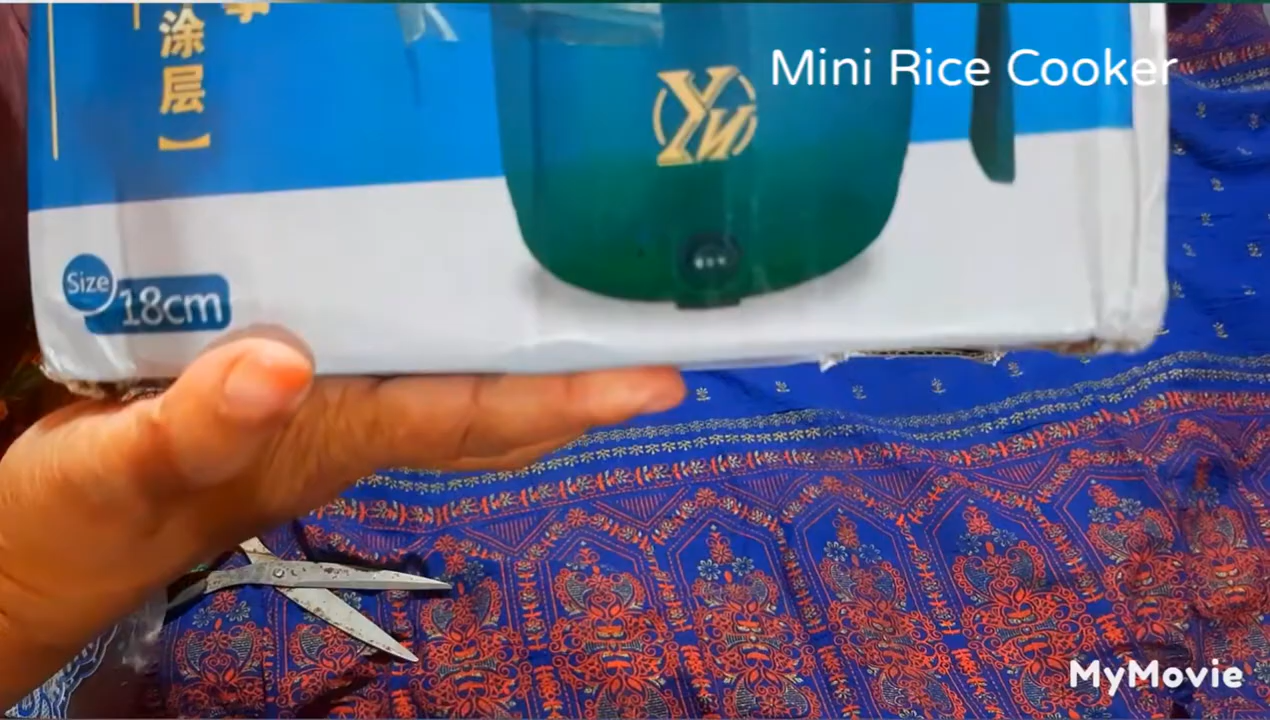 涂
层
】
YN
Mini Rice Cooker
Size
18cm
MyMovie